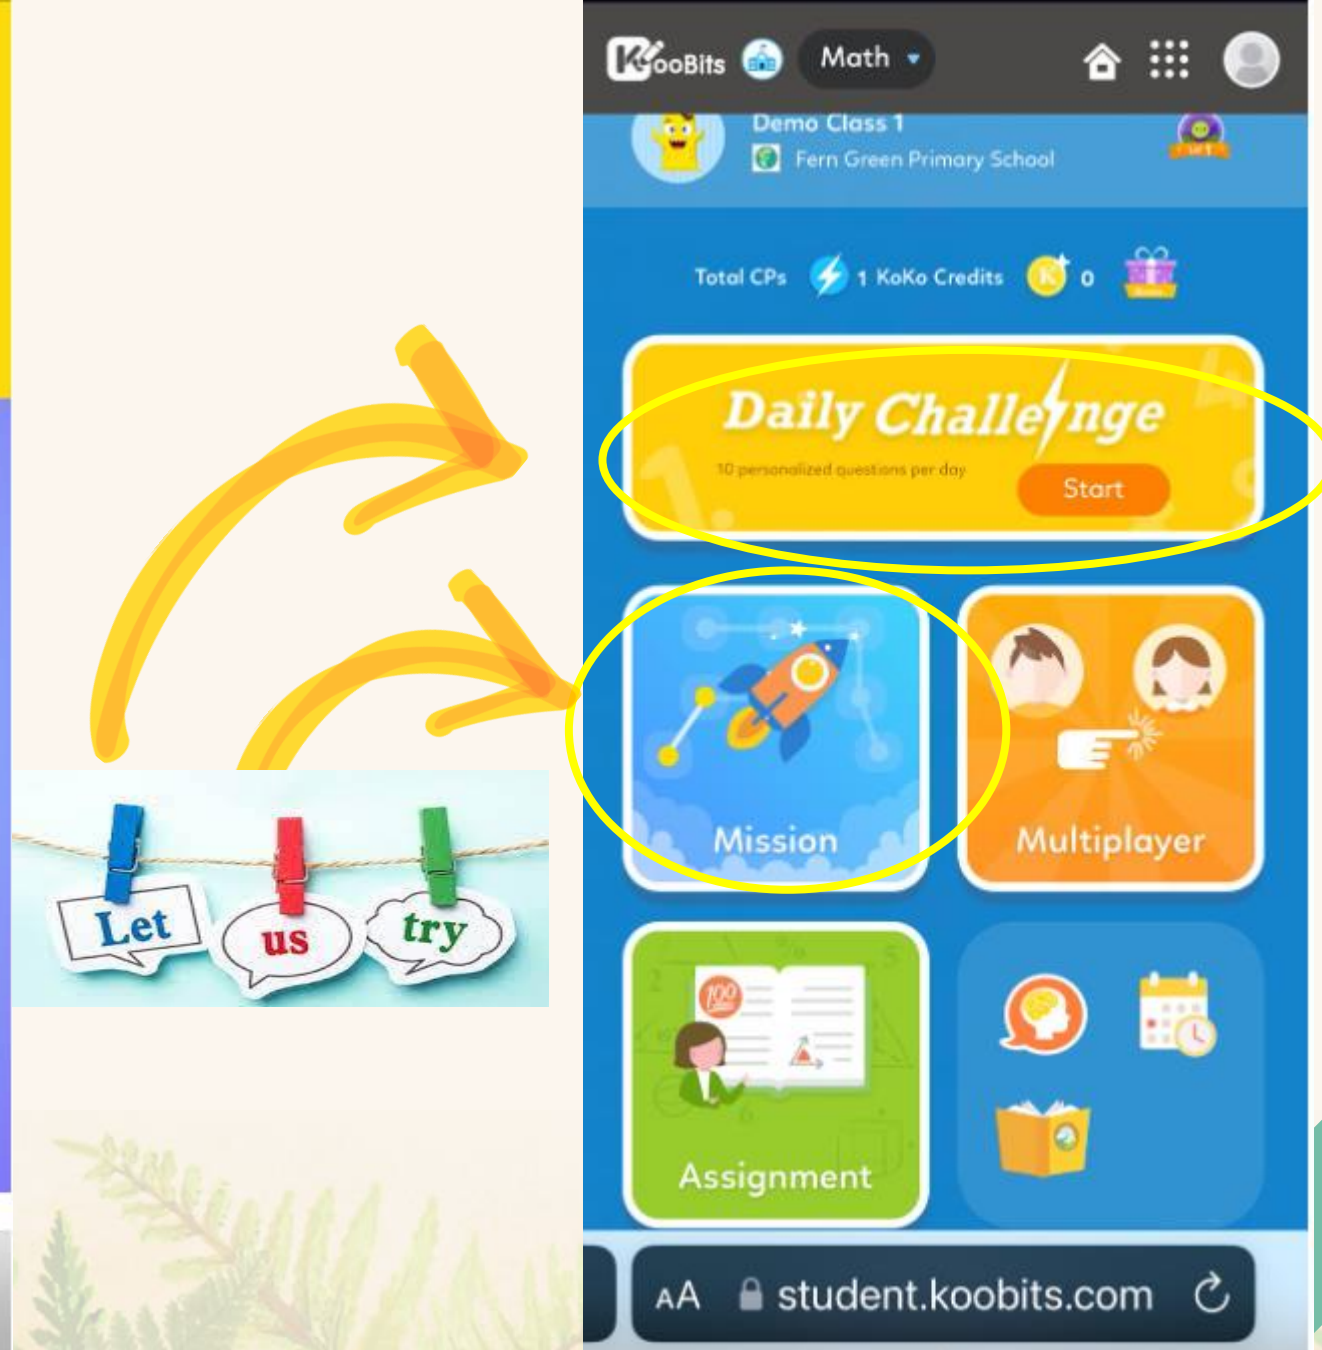 KooBits
Math
Demo Class 1
Fern Green Primary School
Total CPs 1 KoKo Credits 0
Daily Challenge
10 personalized questions per day
Start
Mission
Multiplayer
Let us try
100
Assignment
AA student.koobits.com